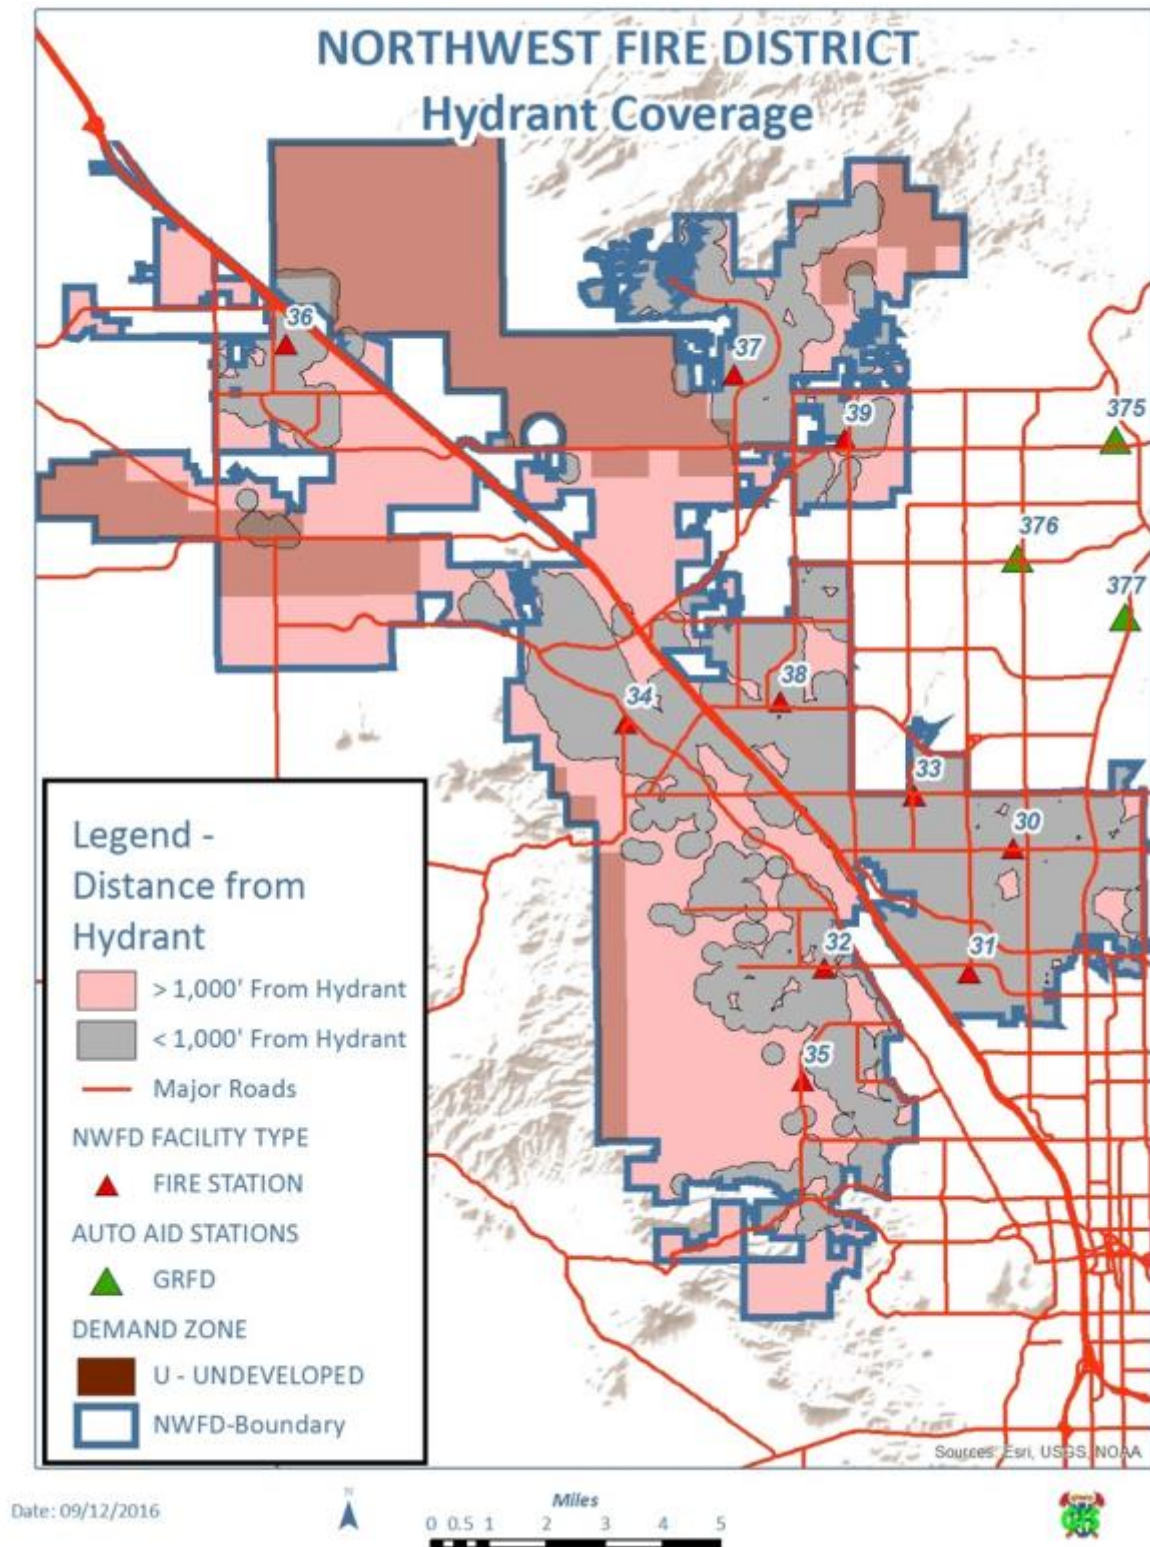 NORTHWEST FIRE DISTRICT
Hydrant Coverage
36
37
39
375
376
377
38
34
33
30
32
31
35
Legend -
Distance from
Hydrant
> 1,000' From Hydrant
< 1,000' From Hydrant
Major Roads
NWFD FACILITY TYPE
FIRE STATION
AUTO AID STATIONS
GRFD
DEMAND ZONE
U - UNDEVELOPED
NWFD-Boundary
Sources: Esri, USGS, NOAA
Date: 09/12/2016
N
Miles
0 0.5 1 2 3 4 5